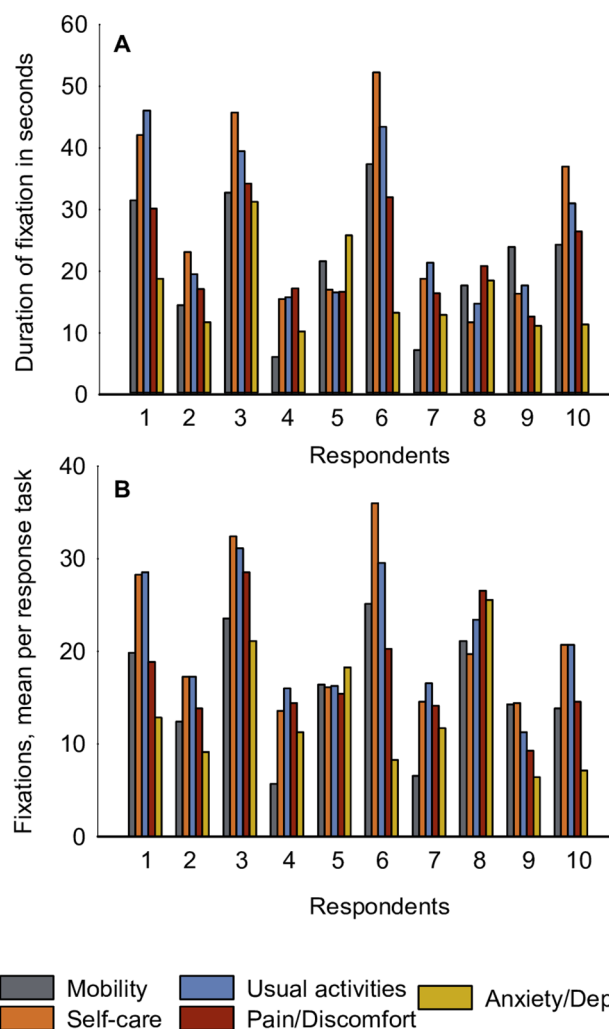 A
Duration of fixation in seconds
60
50
40
30
20
10
0
1 2 3 4 5 6 7 8 9 10
Respondents
B
Fixations, mean per response task
40
30
20
10
0
1 2 3 4 5 6 7 8 9 10
Respondents
Mobility Usual activities Anxiety/Dep
Self-care Pain/Discomfort